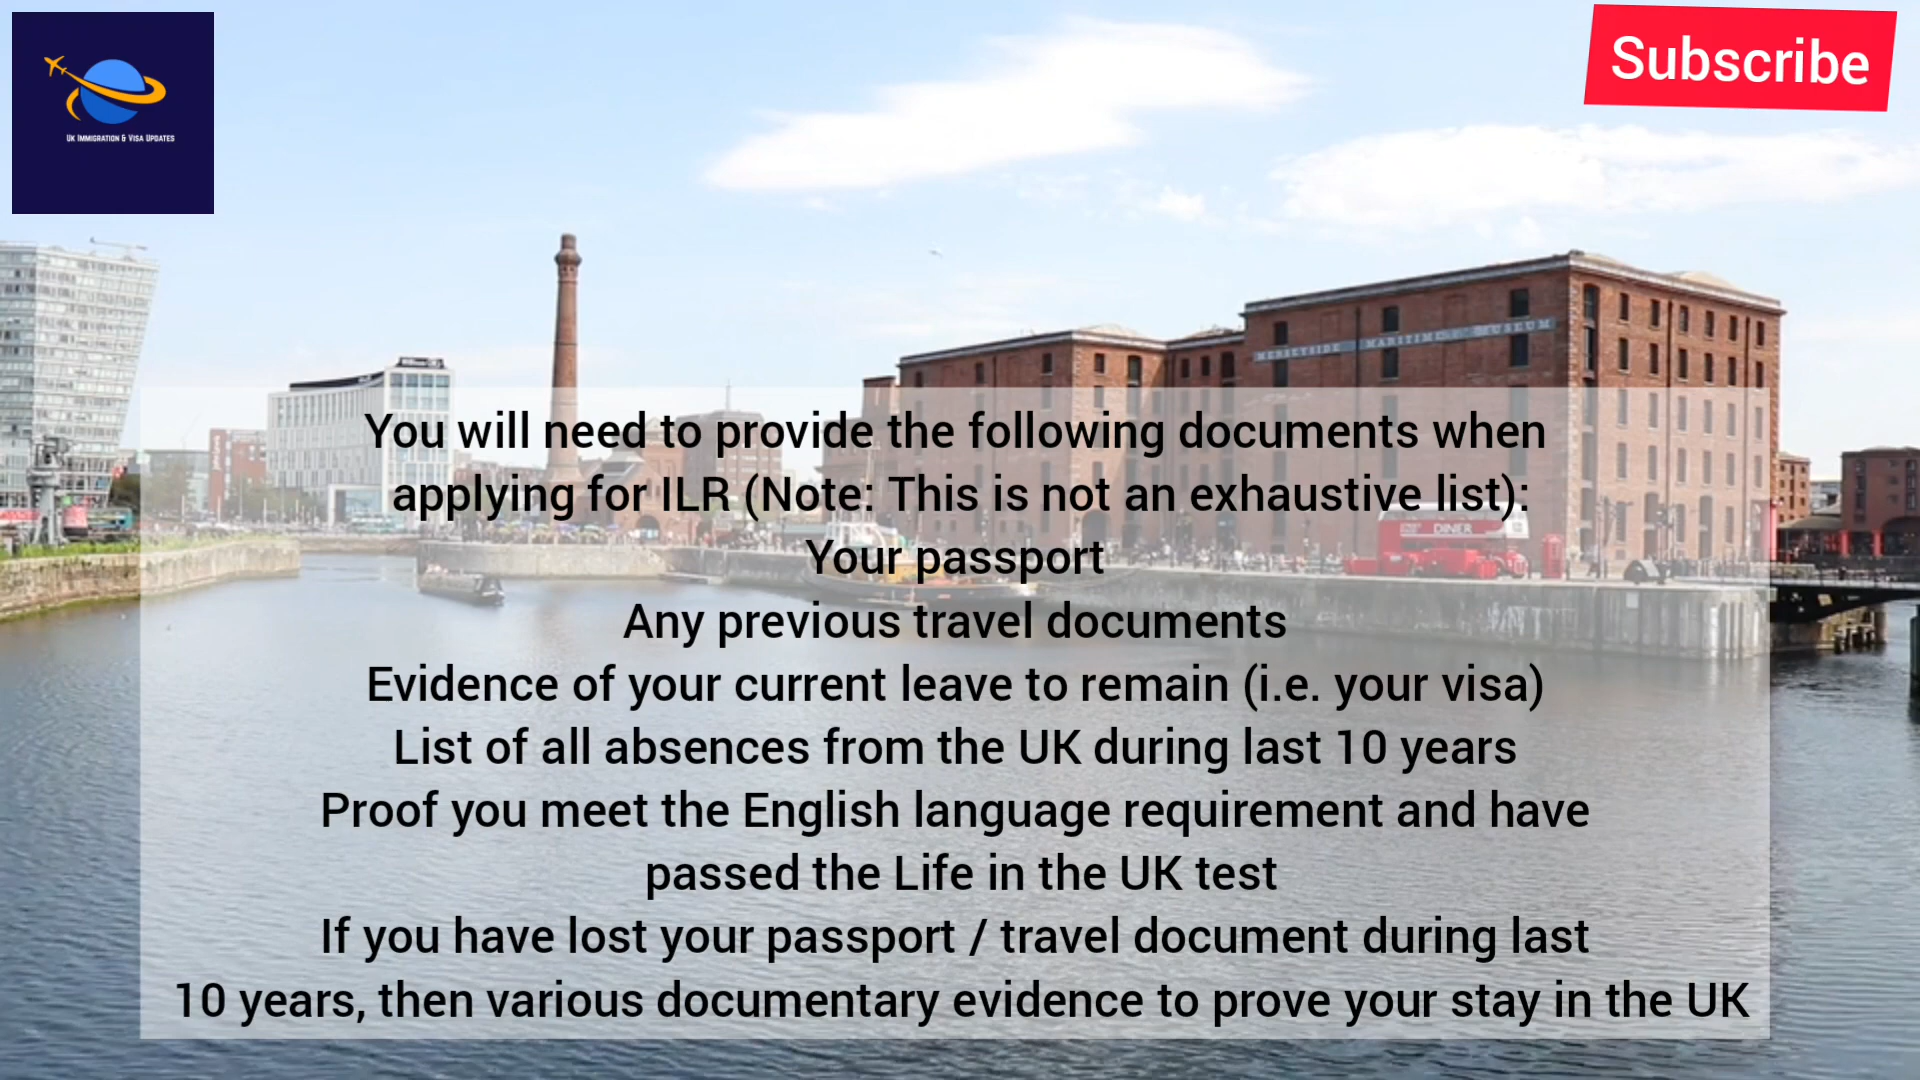 UK Immigration & Visa Updates
Subscribe
MERSEYSIDE MARITIME MUSEUM
You will need to provide the following documents when
applying for ILR (Note: This is not an exhaustive list):
DINER
Your passport
Any previous travel documents
Evidence of your current leave to remain (i.e. your visa)
List of all absences from the UK during last 10 years
Proof you meet the English language requirement and have
passed the Life in the UK test
If you have lost your passport / travel document during last
10 years, then various documentary evidence to prove your stay in the UK